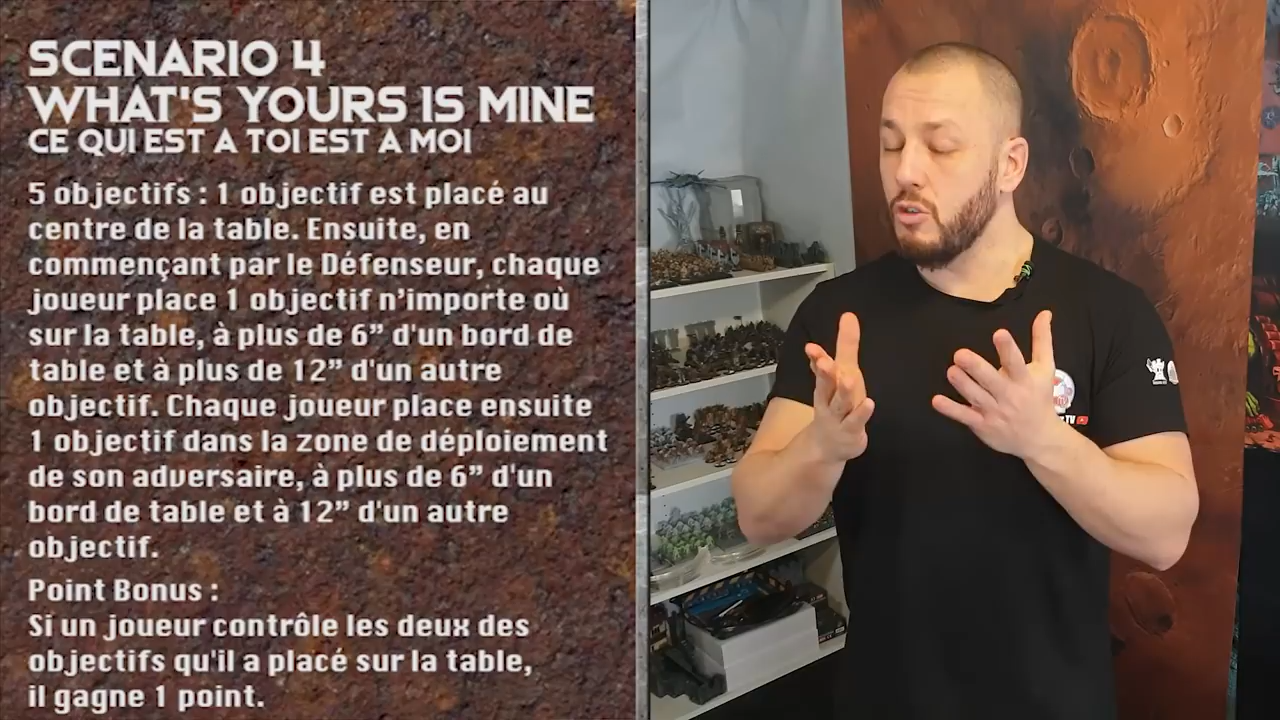 SCENARIO 4
WHAT'S YOURS IS MINE
CE QUI EST A TOI EST A MOI
5 objectifs : 1 objectif est placé au
centre de la table. Ensuite, en
commençant par le Défenseur, chaque
joueur place 1 objectif n’importe où
sur la table, à plus de 6” d'un bord de
table et à plus de 12” d'un autre
objectif. Chaque joueur place ensuite
1 objectif dans la zone de déploiement
de son adversaire, à plus de 6” d'un
bord de table et à 12” d'un autre
objectif.
Point Bonus :
Si un joueur contrôle les deux des
objectifs qu'il a placé sur la table,
il gagne 1 point.
TV